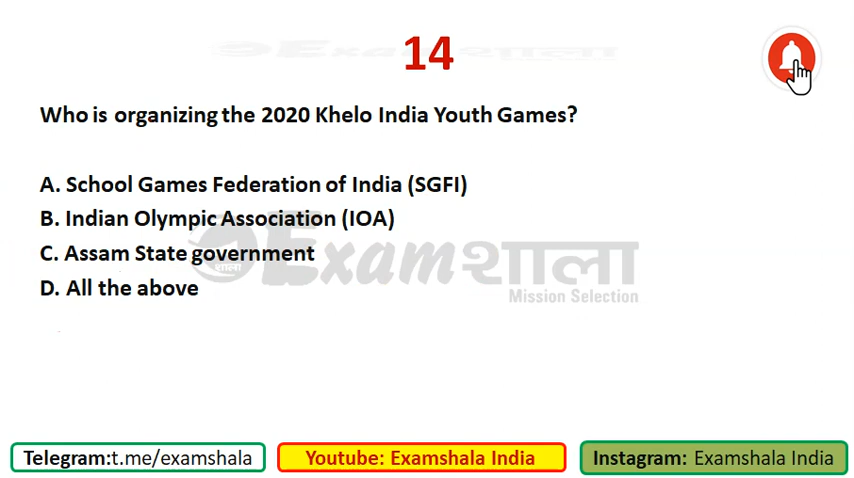 14
Who is organizing the 2020 Khelo India Youth Games?
A. School Games Federation of India (SGFI)
B. Indian Olympic Association (IOA)
C. Assam State government
D. All the above
शाला Examशाला
Mission Selection
Telegram:t.me/examshala
Youtube: Examshala India
Instagram: Examshala India